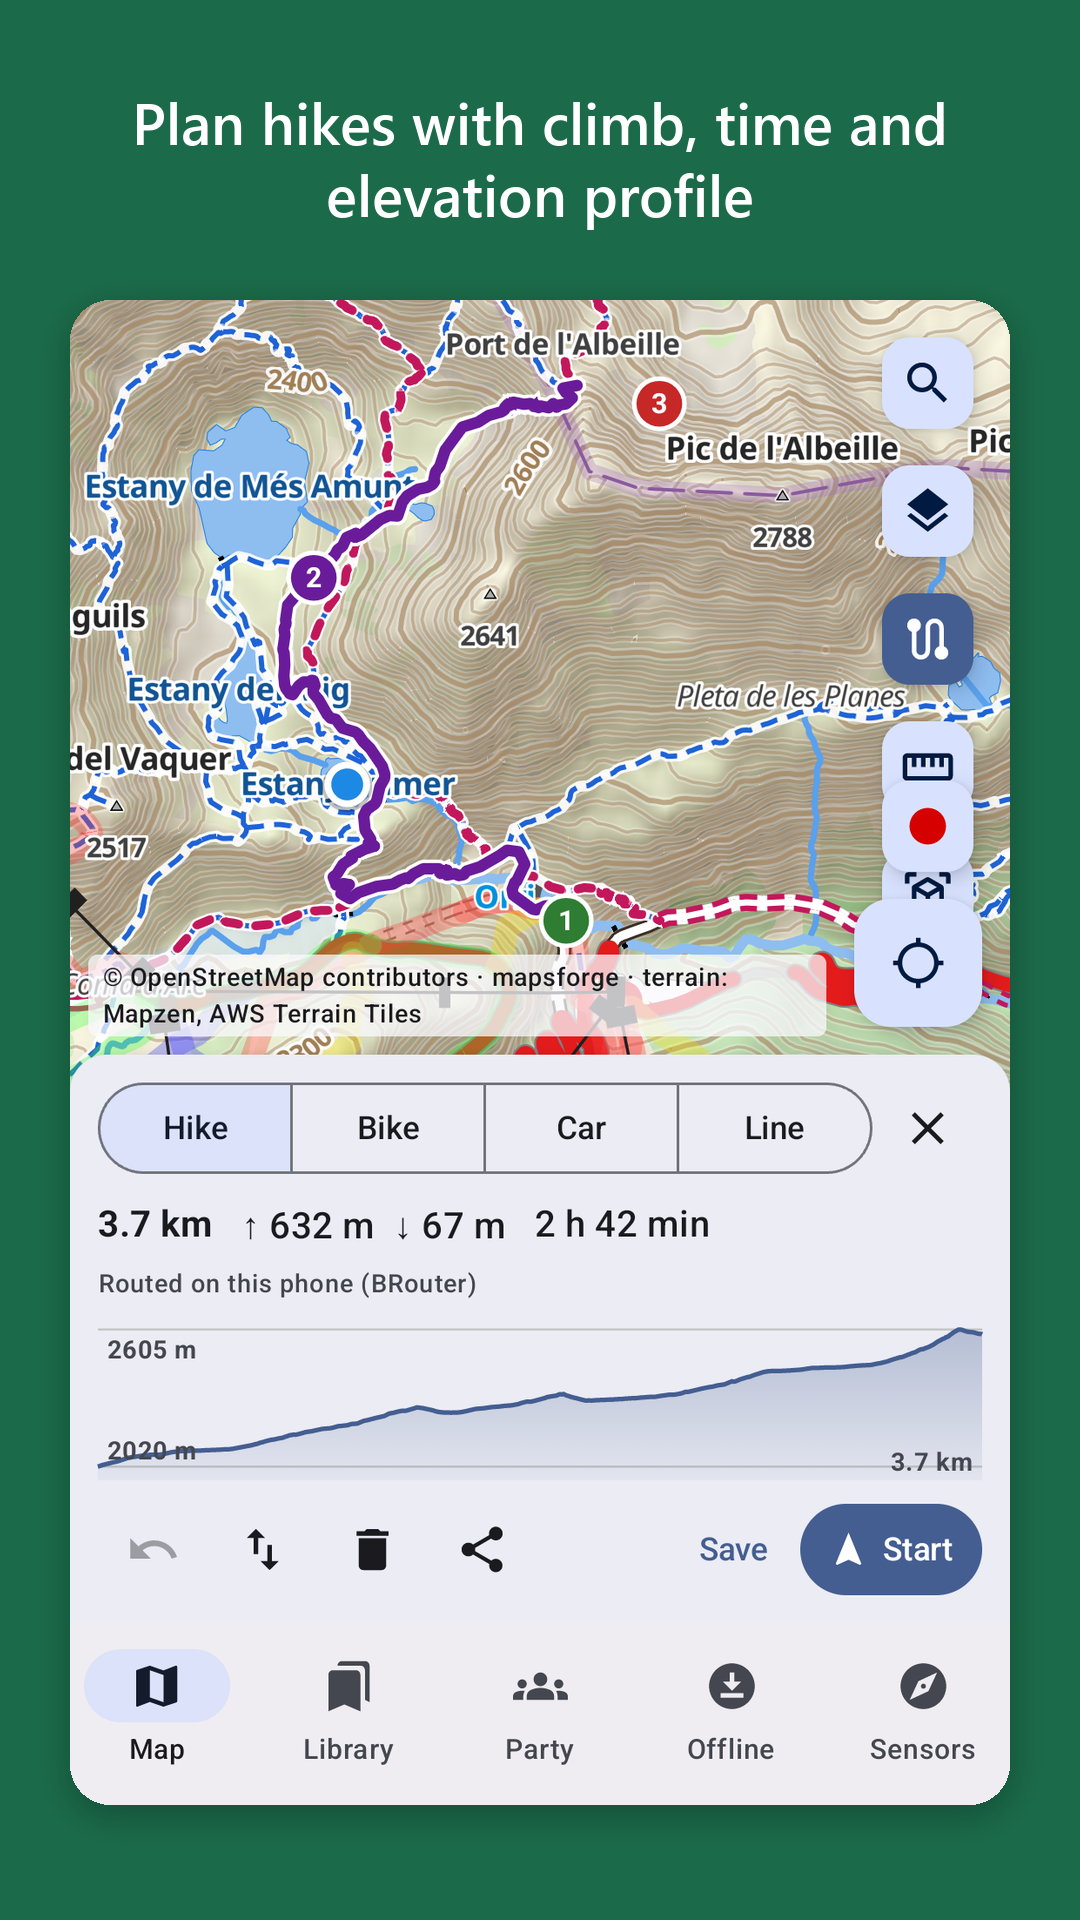 Plan hikes with climb, time and
elevation profile
Port de l'Albeille
2400
3
Pic de l'Albeille
Pic
Estany de Més Amunt
2600
2788
2
2641
guils
Estany de
ig
Pleta de les Planes
del Vaquer
Estan
mer
2517
1
© OpenStreetMap contributors · mapsforge · terrain:
Mapzen, AWS Terrain Tiles
2300
Hike
Bike
Car
Line
3.7 km ↑ 632 m ↓ 67 m 2 h 42 min
Routed on this phone (BRouter)
2605 m
2020 m
3.7 km
Save
Start
Map
Library
Party
Offline
Sensors